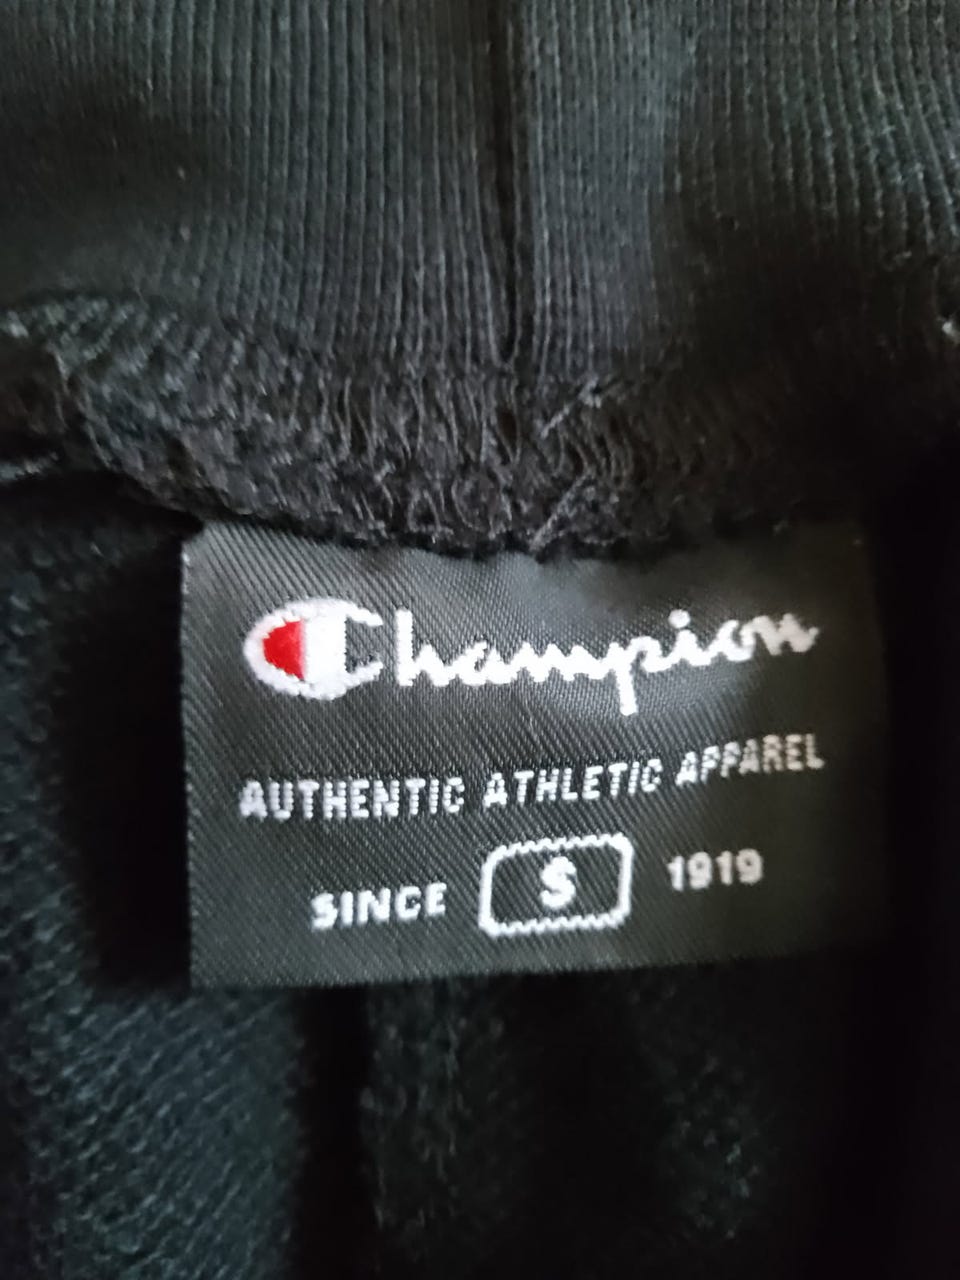 Champion
AUTHENTIC ATHLETIC APPAREL
SINCE S 1919